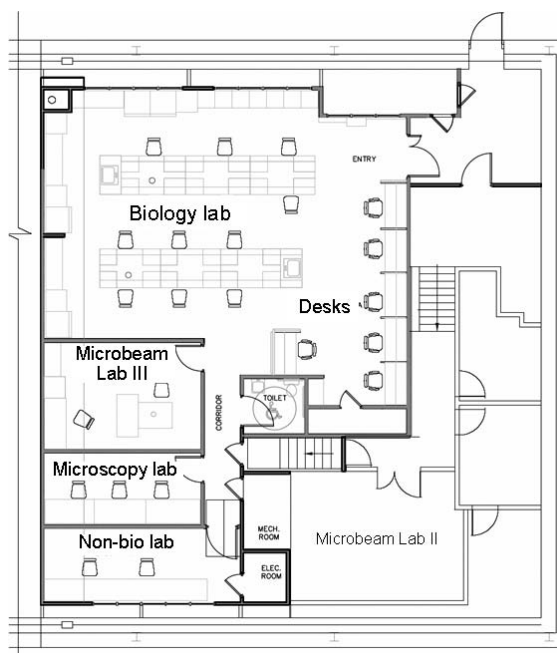 ENTRY
Biology lab
Desks
Microbeam
Lab III
TOILET
CORRIDOR
Microscopy lab
Non-bio lab
MECH.
ROOM
Microbeam Lab II
ELEC.
ROOM